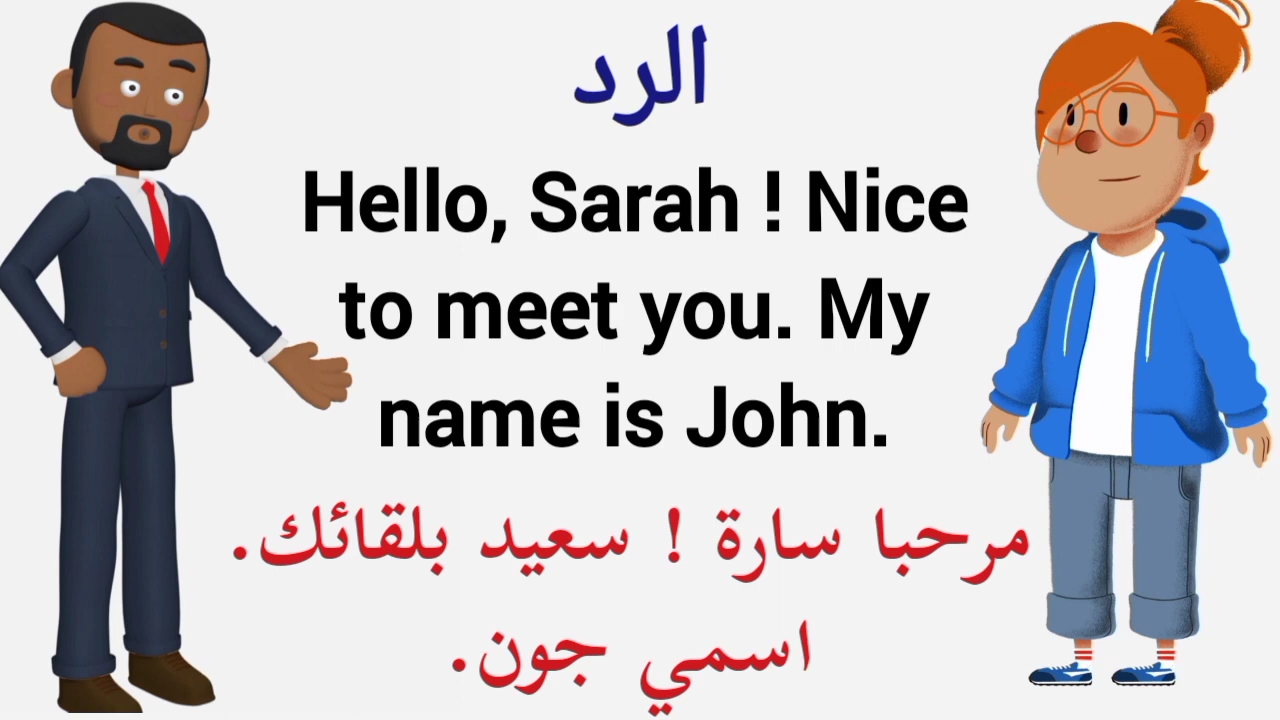 الرد
Hello, Sarah ! Nice
to meet you. My
name is John.
مرحبا سارة ! سعيد بلقائك.
اسمي جون.